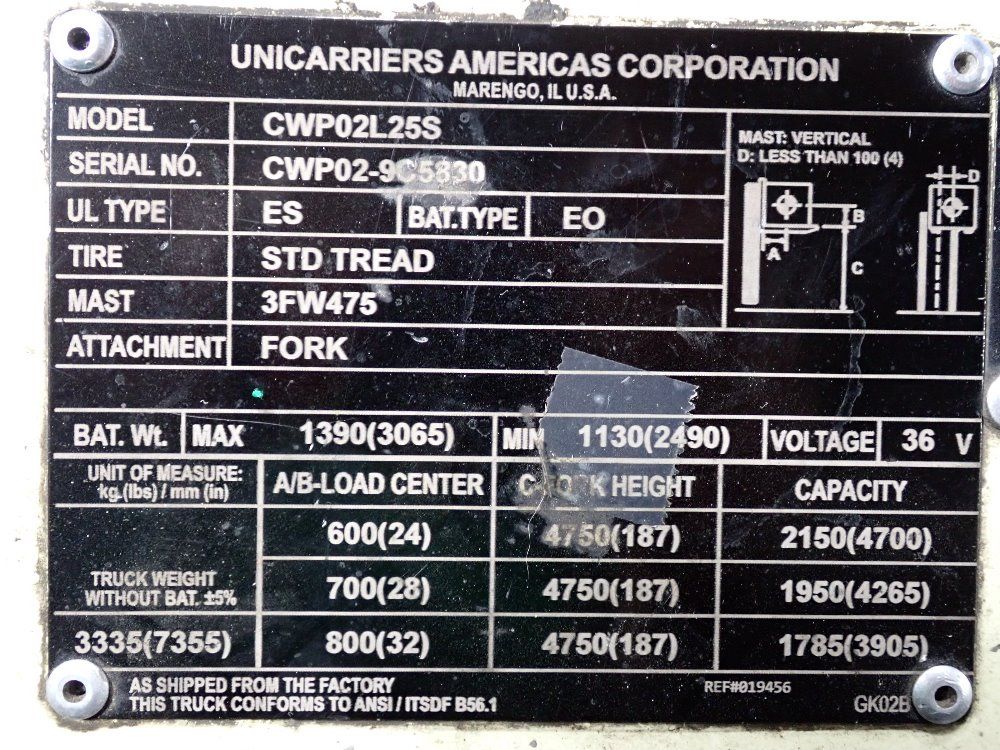 UNICARRIERS AMERICAS CORPORATION
MARENGO, IL U.S.A.
MODEL CWP02L25S
SERIAL NO. CWP02-9C5830
UL TYPE ES BAT.TYPE EO
TIRE STD TREAD
MAST 3FW475
ATTACHMENT FORK
MAST: VERTICAL
D: LESS THAN 100 (4)
D
B
A
C
BAT. Wt. MAX 1390(3065) MIN 1130(2490) VOLTAGE 36 V
UNIT OF MEASURE:
kg.(lbs) / mm (in)
A/B-LOAD CENTER C-FORK HEIGHT CAPACITY
600(24) 4750(187) 2150(4700)
TRUCK WEIGHT
WITHOUT BAT. ±5%
700(28) 4750(187) 1950(4265)
3335(7355) 800(32) 4750(187) 1785(3905)
AS SHIPPED FROM THE FACTORY
THIS TRUCK CONFORMS TO ANSI / ITSDF B56.1
REF#019456
GK02B